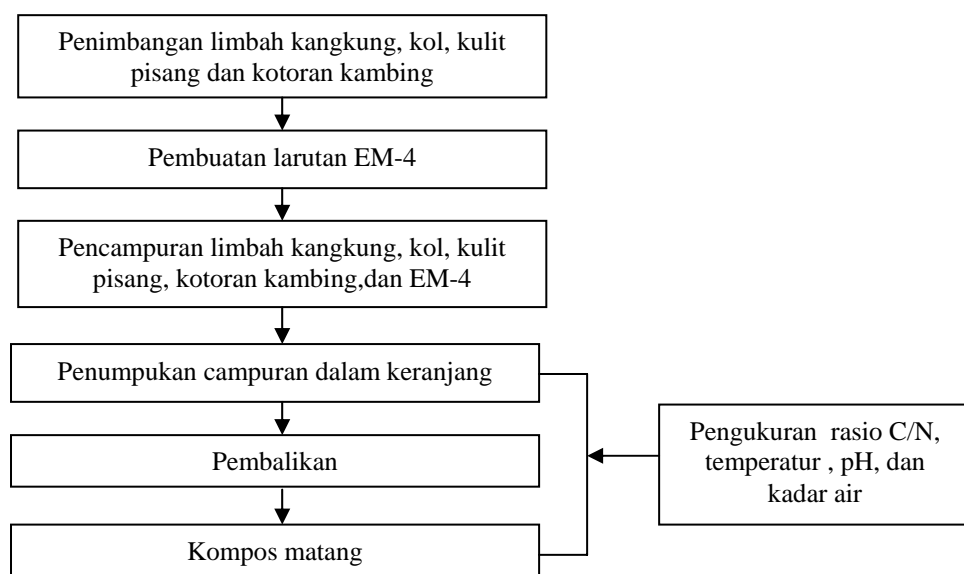 Penimbangan limbah kangkung, kol, kulit
pisang dan kotoran kambing
Pembuatan larutan EM-4
Pencampuran limbah kangkung, kol, kulit
pisang, kotoran kambing,dan EM-4
Penumpukan campuran dalam keranjang
Pembalikan
Kompos matang
Pengukuran  rasio C/N,
temperatur , pH, dan
kadar air